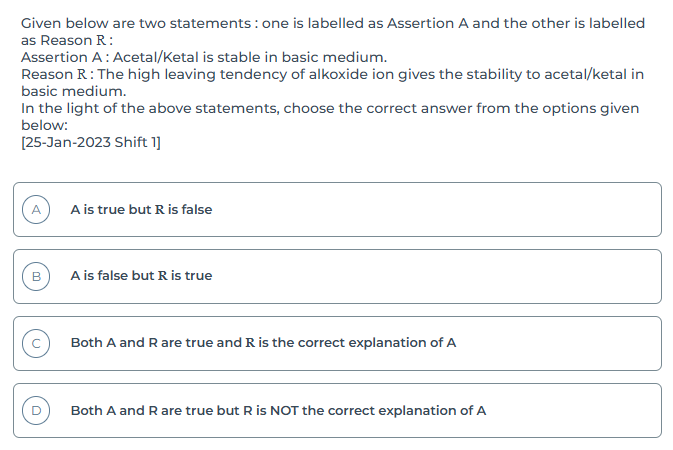 Given below are two statements : one is labelled as Assertion A and the other is labelled
as Reason R :
Assertion A : Acetal/Ketal is stable in basic medium.
Reason R : The high leaving tendency of alkoxide ion gives the stability to acetal/ketal in
basic medium.
In the light of the above statements, choose the correct answer from the options given
below:
[25-Jan-2023 Shift 1]
A A is true but R is false
B A is false but R is true
C Both A and R are true and R is the correct explanation of A
D Both A and R are true but R is NOT the correct explanation of A